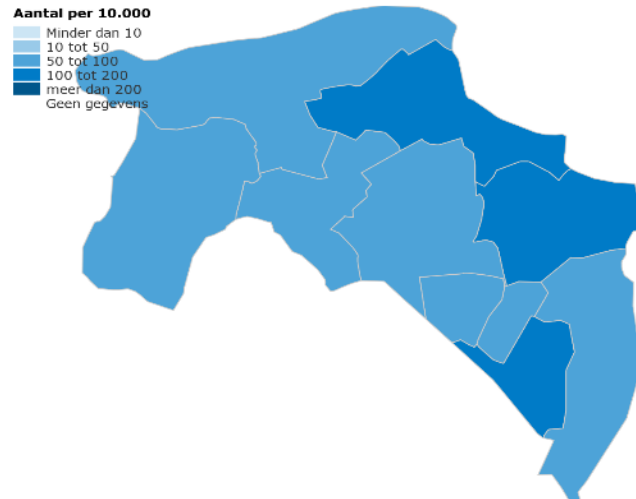 Aantal per 10.000
Minder dan 10
10 tot 50
50 tot 100
100 tot 200
meer dan 200
Geen gegevens